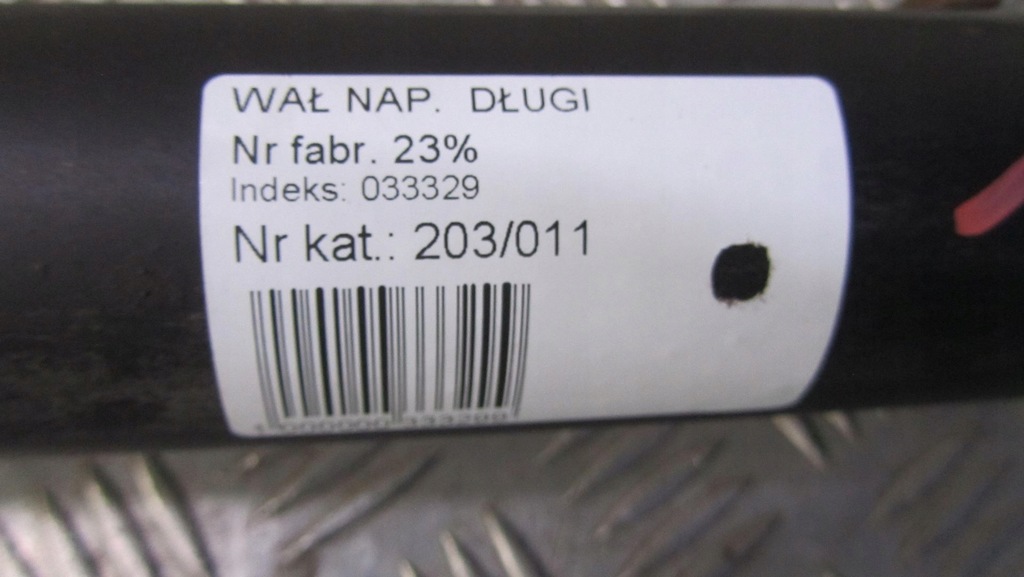 WAŁ NAP. DŁUGI
Nr fabr. 23%
Indeks: 033329
Nr kat.: 203/011